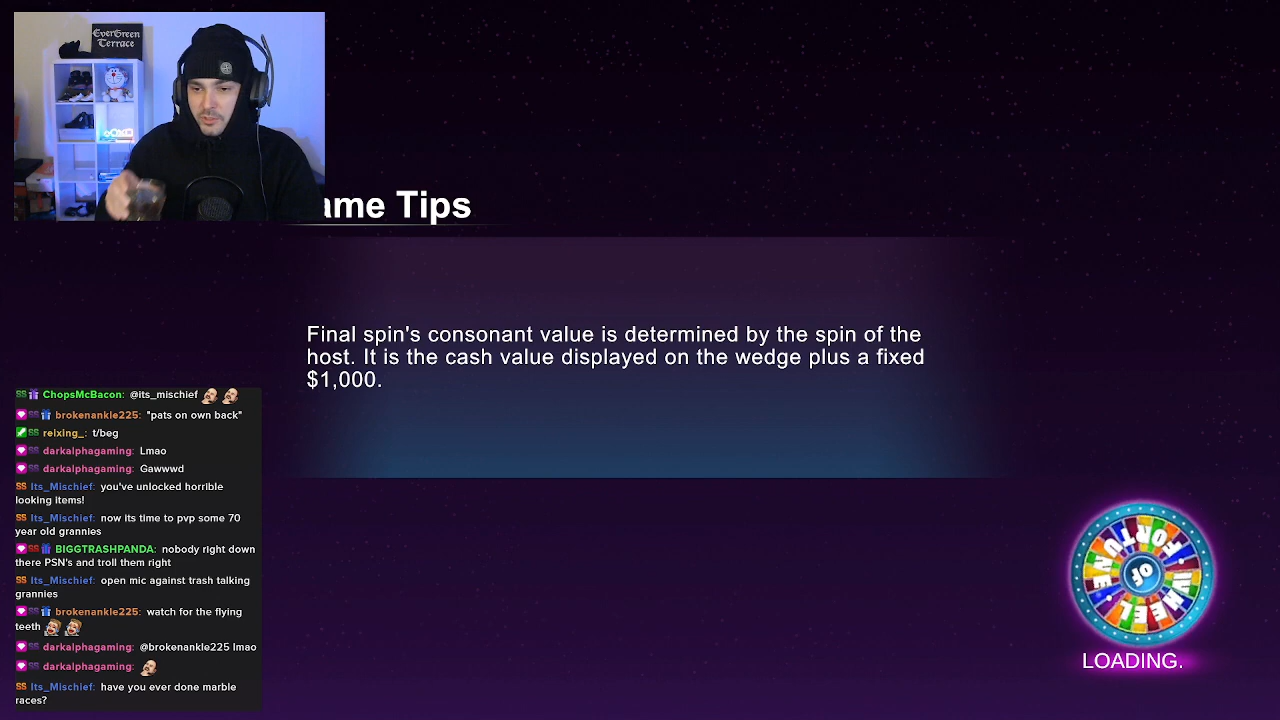 EverGreen
Terrace
ame Tips
Final spin's consonant value is determined by the spin of the
host. It is the cash value displayed on the wedge plus a fixed
$1,000.
ChopsMcBacon: @its_mischief
brokenankle225: "pats on own back"
relxing_: t/beg
darkalphagaming: Lmao
darkalphagaming: Gawwwd
Its_Mischief: you've unlocked horrible
looking items!
Its_Mischief: now its time to pvp some 70
year old grannies
BIGGTRASHPANDA: nobody right down
there PSN's and troll them right
Its_Mischief: open mic against trash talking
grannies
brokenankle225: watch for the flying
teeth
darkalphagaming: @brokenankle225 lmao
darkalphagaming:
Its_Mischief: have you ever done marble
races?
WHEEL
OF
FORTUNE
LOADING.